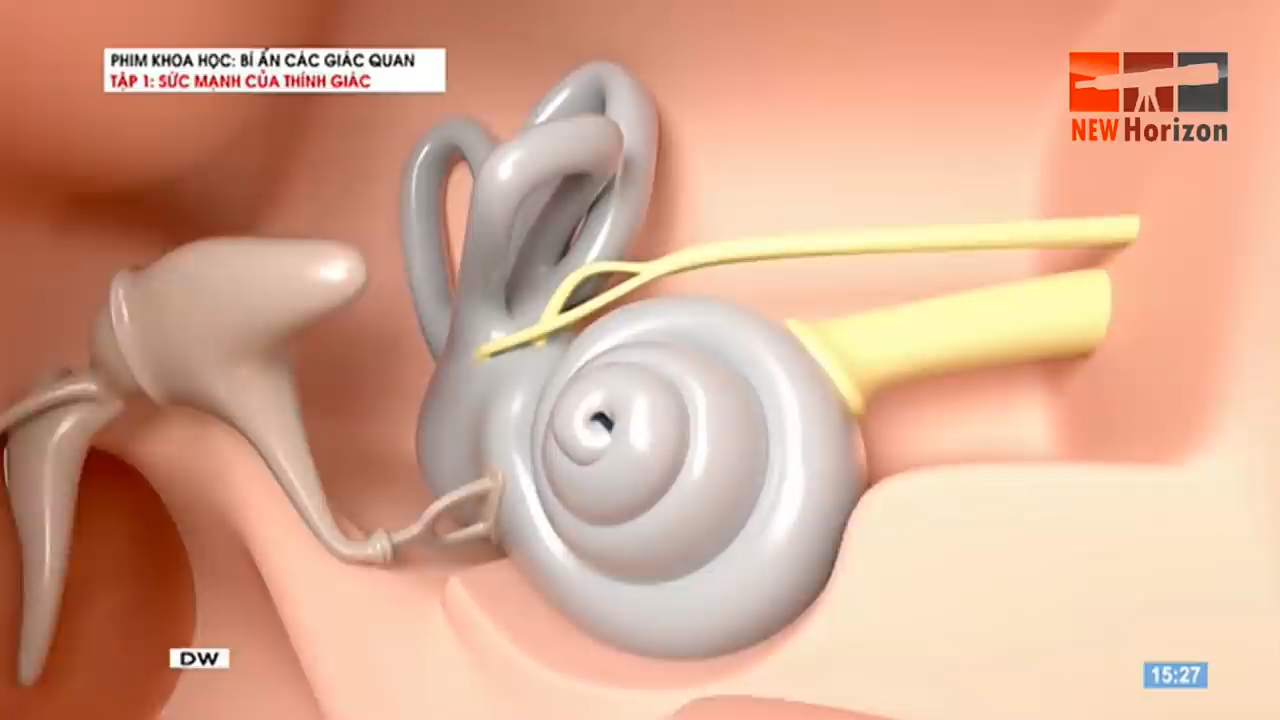 PHIM KHOA HỌC: BÍ ẨN CÁC GIÁC QUAN
TẬP 1: SỨC MẠNH CỦA THÍNH GIÁC
NEW Horizon
DW
15:27